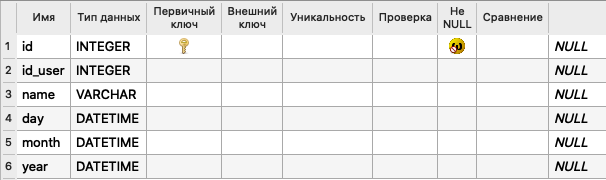 Имя Тип данных Первичный ключ Внешний ключ Уникальность Проверка Не NULL Сравнение
1 id INTEGER NULL
2 id_user INTEGER NULL
3 name VARCHAR NULL
4 day DATETIME NULL
5 month DATETIME NULL
6 year DATETIME NULL